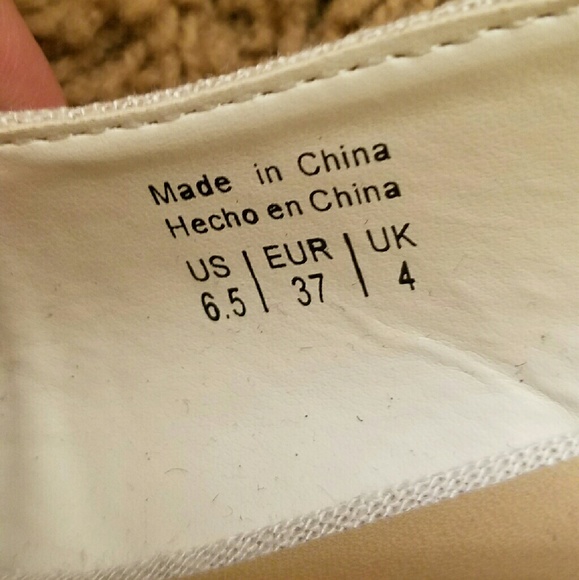 Made in China
Hecho en China
US | EUR | UK
6.5 | 37 | 4